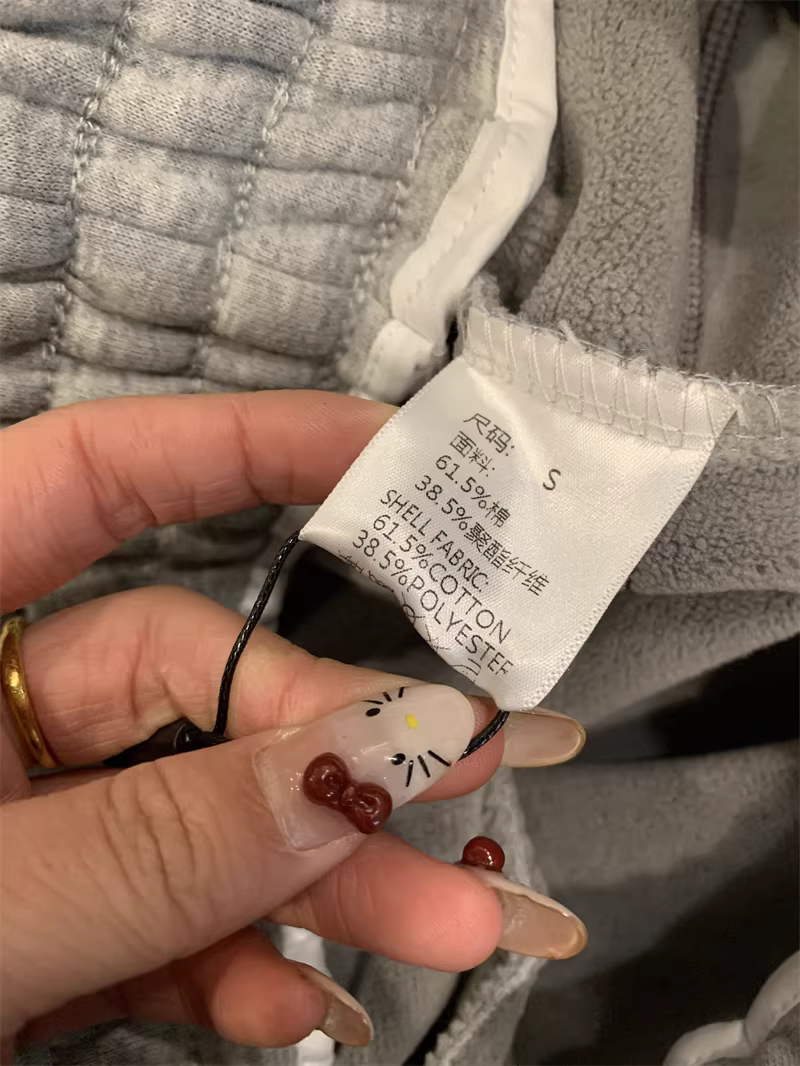 尺码: S
面料:
61.5%棉
38.5%聚酯纤维
SHELL FABRIC:
61.5%COTTON
38.5%POLYESTER